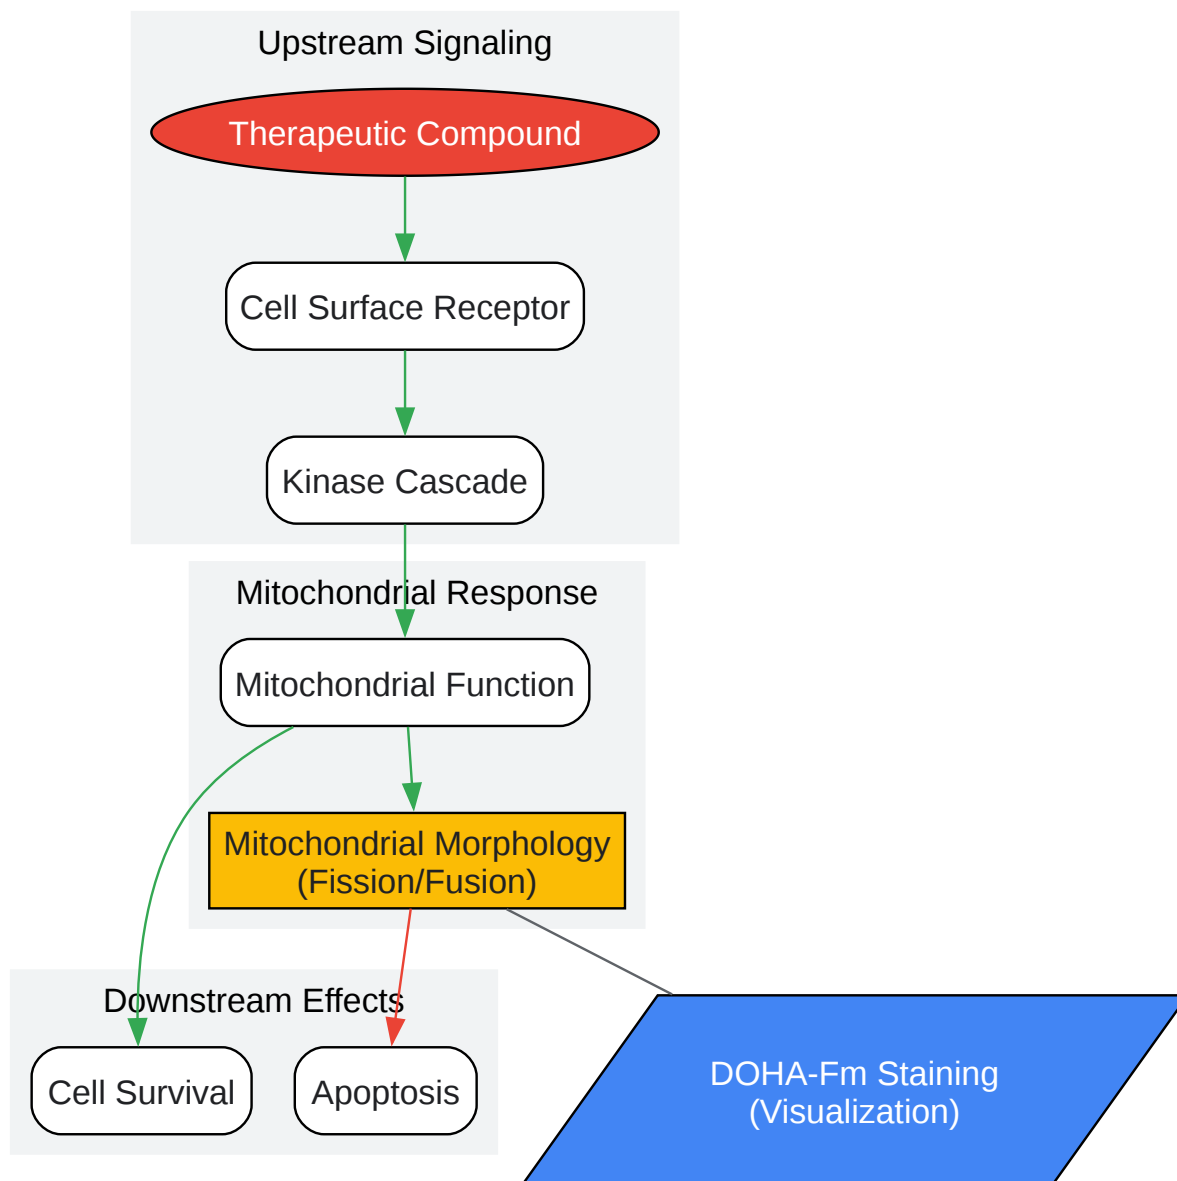 Upstream Signaling
Therapeutic Compound
Cell Surface Receptor
Kinase Cascade
Mitochondrial Response
Mitochondrial Function
Mitochondrial Morphology
(Fission/Fusion)
Downstream Effects
Cell Survival
Apoptosis
DOHA-Fm Staining
(Visualization)